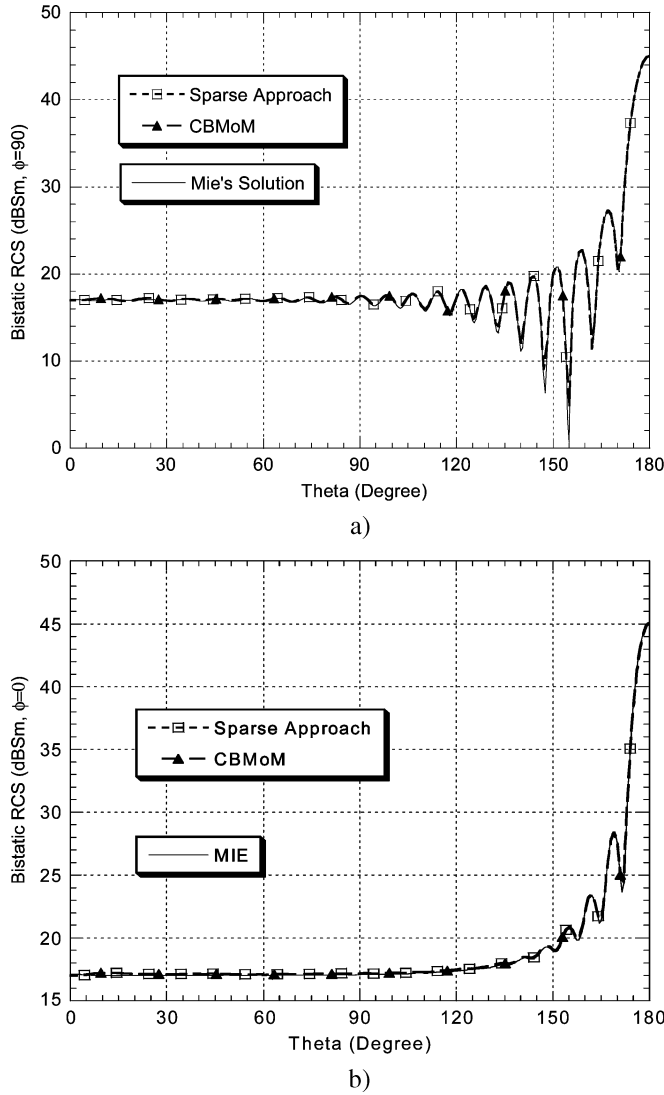 50
40
30
20
10
0
Bistatic RCS (dBSm, ϕ=90)
Sparse Approach
CBMoM
Mie's Solution
0 30 60 90 120 150 180
Theta (Degree)
a)
50
45
40
35
30
25
20
15
Bistatic RCS (dBSm, ϕ=0)
Sparse Approach
CBMoM
MIE
0 30 60 90 120 150 180
Theta (Degree)
b)